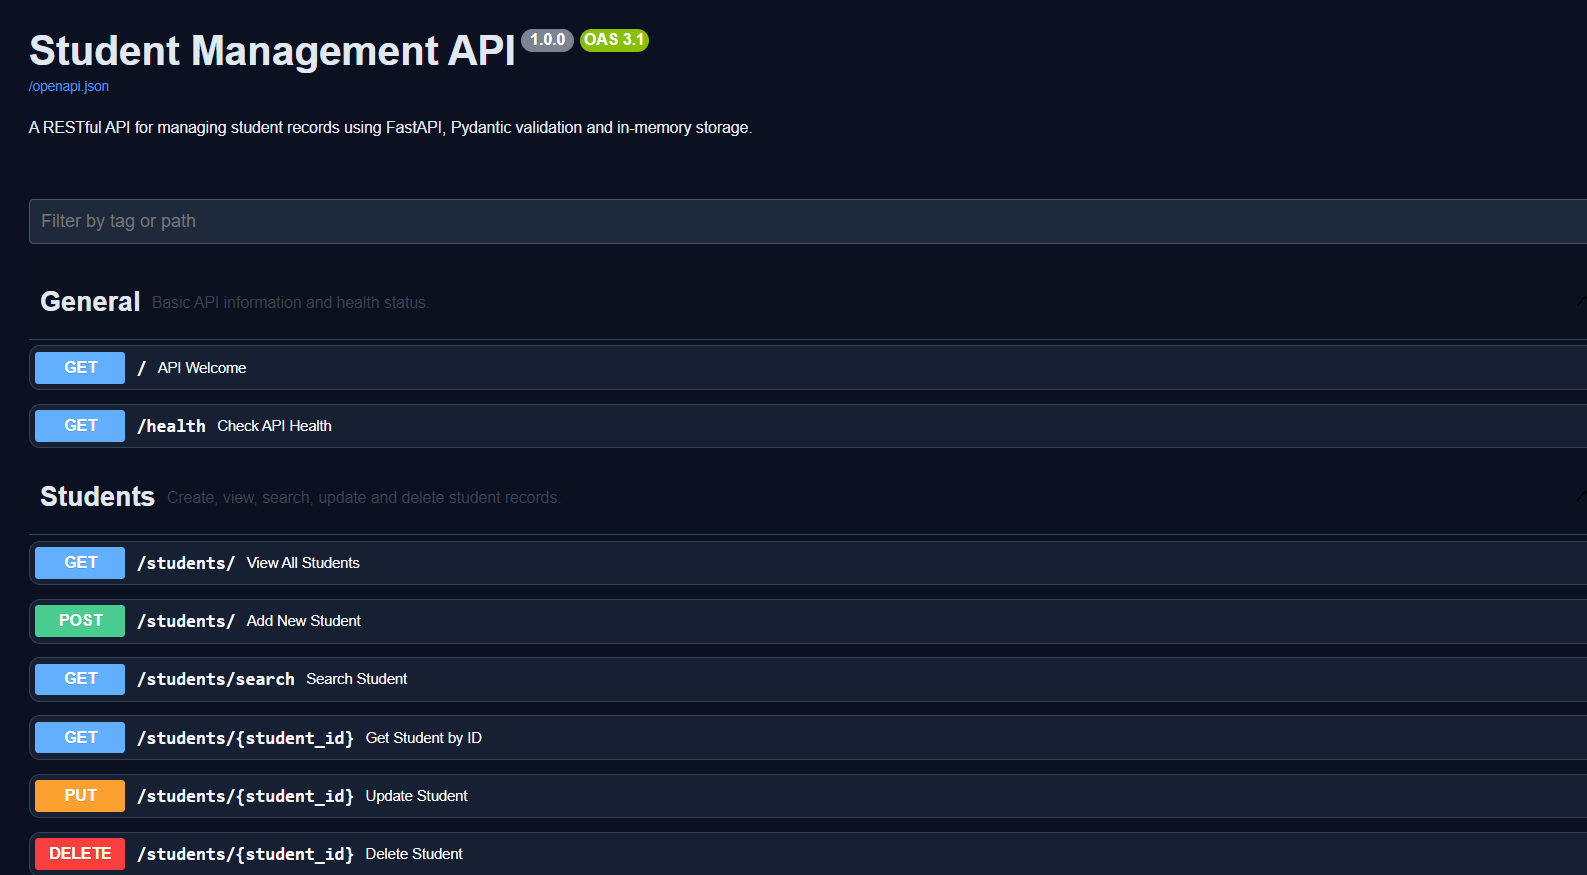 Student Management API 1.0.0 OAS 3.1
/openapi.json
A RESTful API for managing student records using FastAPI, Pydantic validation and in-memory storage.
Filter by tag or path
General Basic API information and health status.
GET / API Welcome
GET /health Check API Health
Students Create, view, search, update and delete student records.
GET /students/ View All Students
POST /students/ Add New Student
GET /students/search Search Student
GET /students/{student_id} Get Student by ID
PUT /students/{student_id} Update Student
DELETE /students/{student_id} Delete Student